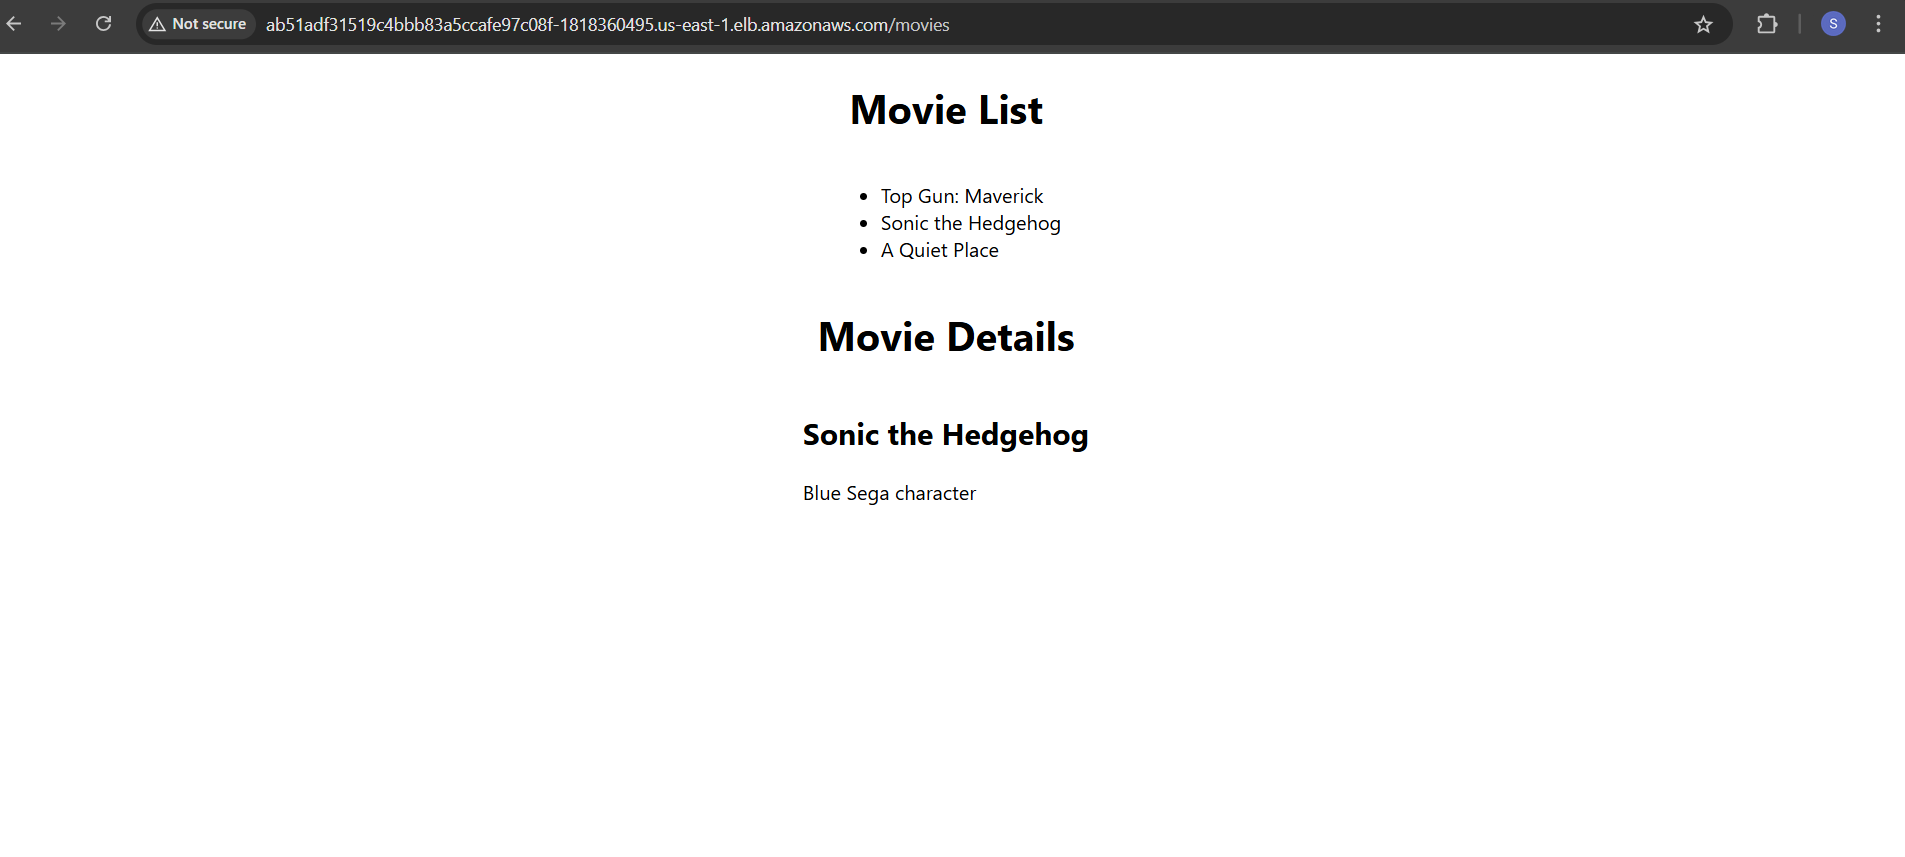 Not secure
ab51adf31519c4bbb83a5ccafe97c08f-1818360495.us-east-1.elb.amazonaws.com/movies
S
Movie List
Top Gun: Maverick
Sonic the Hedgehog
A Quiet Place
Movie Details
Sonic the Hedgehog
Blue Sega character